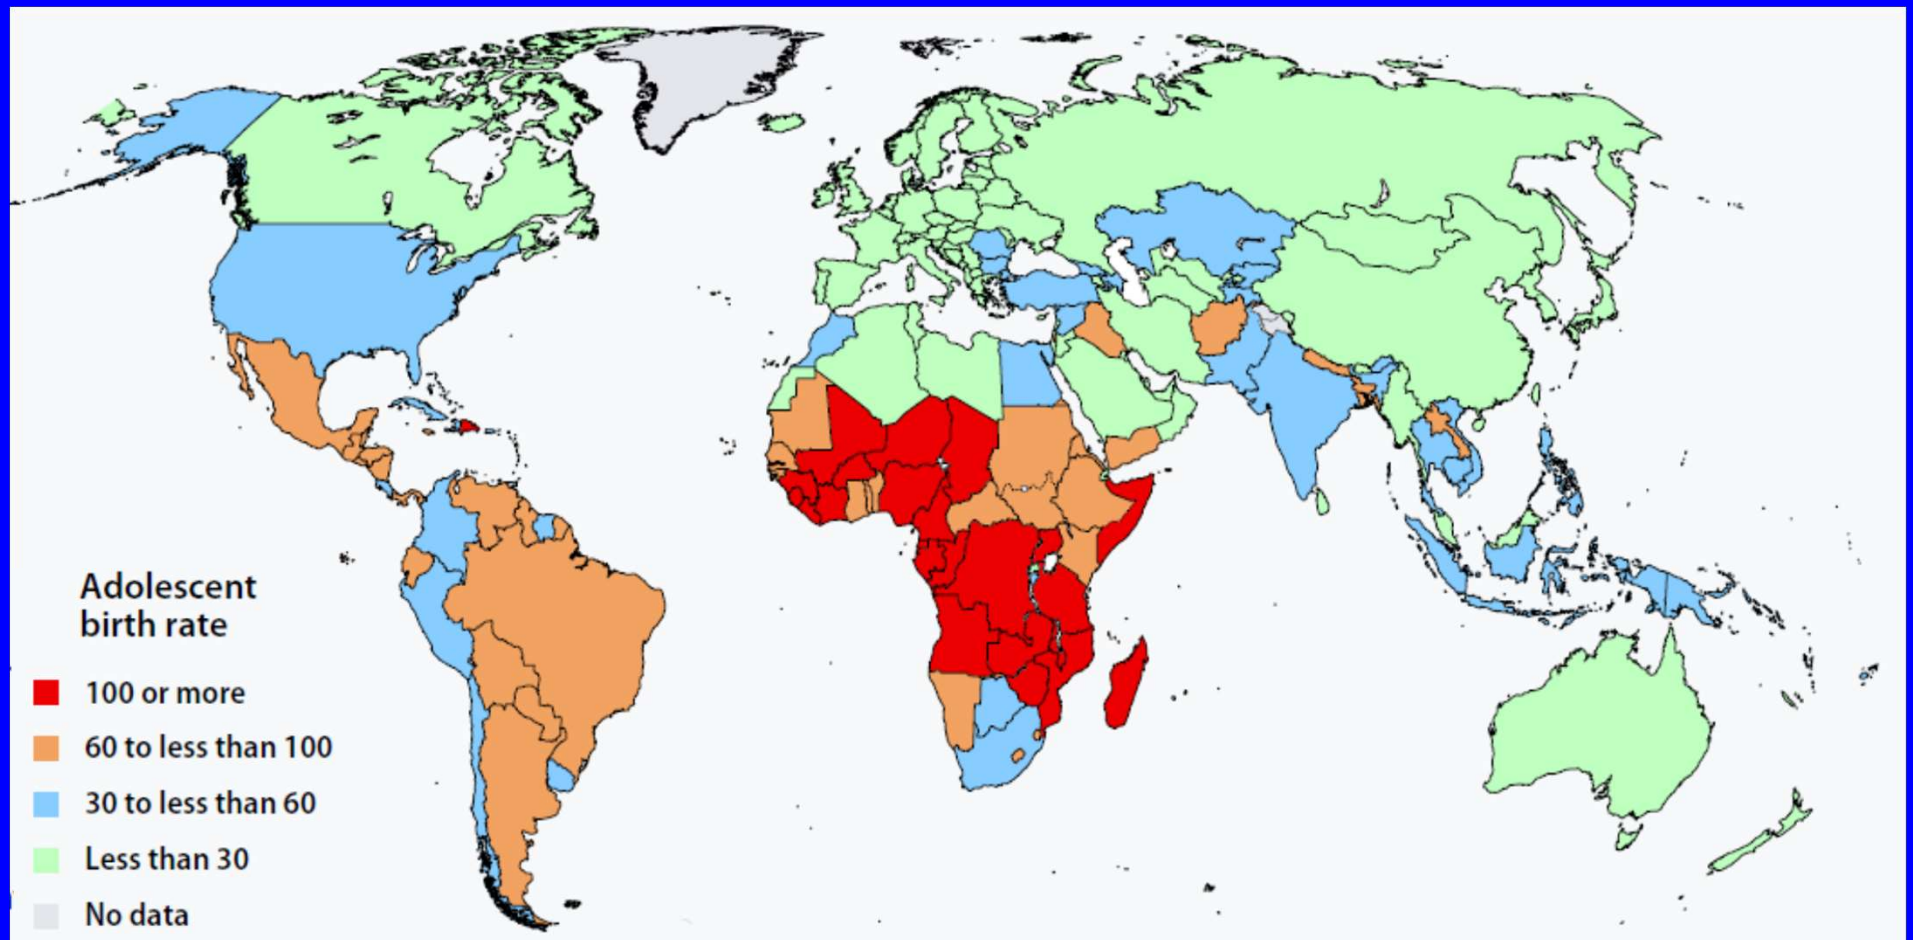 Adolescent
birth rate
100 or more
60 to less than 100
30 to less than 60
Less than 30
No data